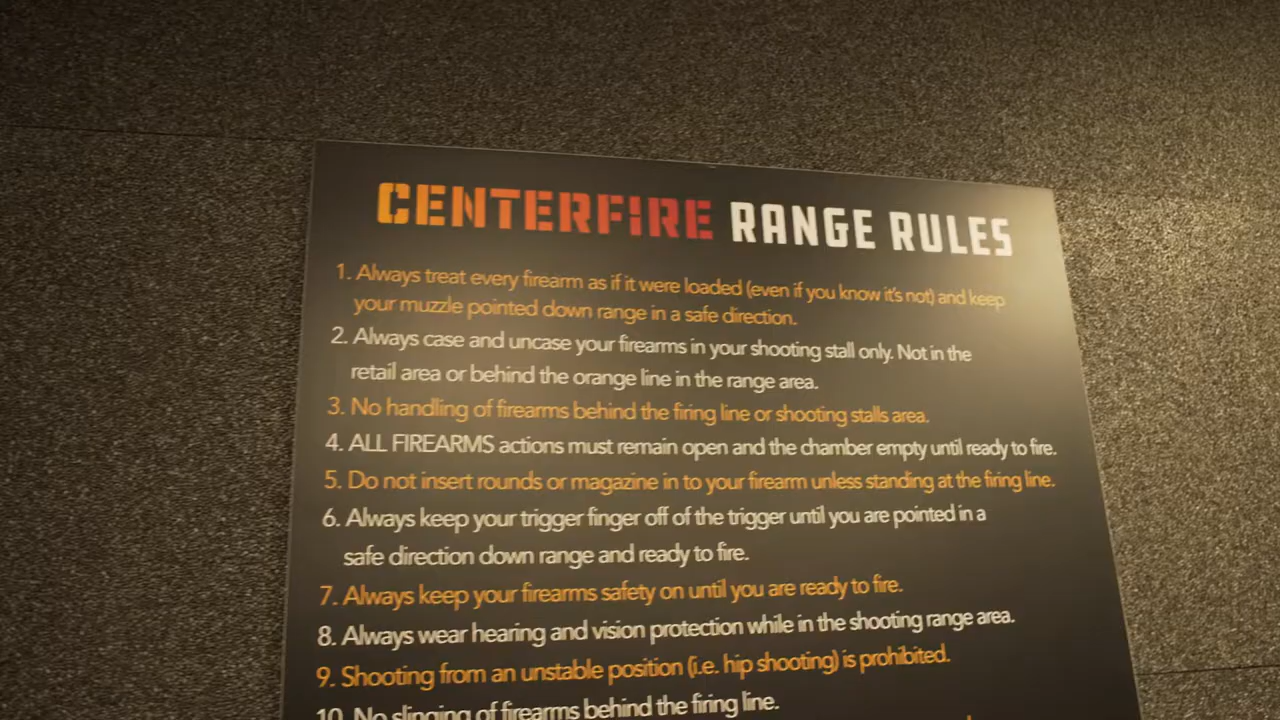 CENTERFIRE RANGE RULES
1. Always treat every firearm as if it were loaded (even if you know it's not) and keep
your muzzle pointed down range in a safe direction.
2. Always case and uncase your firearms in your shooting stall only. Not in the
retail area or behind the orange line in the range area.
3. No handling of firearms behind the firing line or shooting stalls area.
4. ALL FIREARMS actions must remain open and the chamber empty until ready to fire.
5. Do not insert rounds or magazine in to your firearm unless standing at the firing line.
6. Always keep your trigger finger off of the trigger until you are pointed in a
safe direction down range and ready to fire.
7. Always keep your firearms safety on until you are ready to fire.
8. Always wear hearing and vision protection while in the shooting range area.
9. Shooting from an unstable position (i.e. hip shooting) is prohibited.
10. No slinging of firearms behind the firing line.